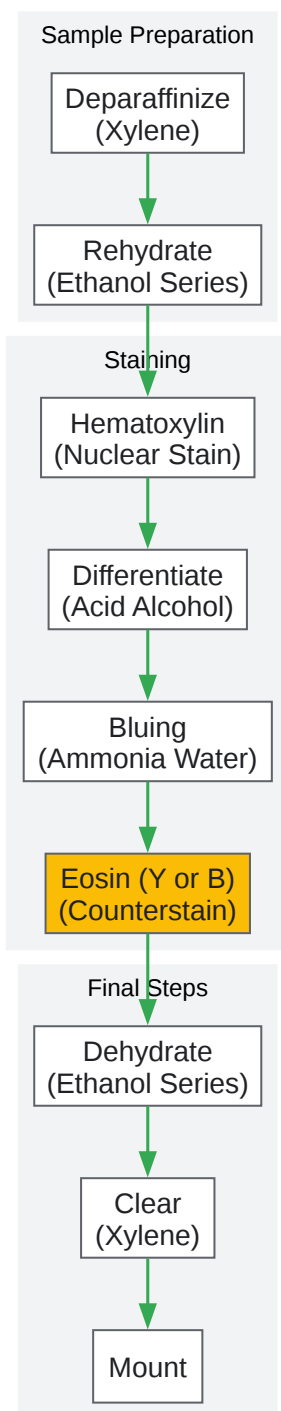 Sample Preparation
Deparaffinize
(Xylene)
Rehydrate
(Ethanol Series)
Staining
Hematoxylin
(Nuclear Stain)
Differentiate
(Acid Alcohol)
Bluing
(Ammonia Water)
Eosin (Y or B)
(Counterstain)
Final Steps
Dehydrate
(Ethanol Series)
Clear
(Xylene)
Mount